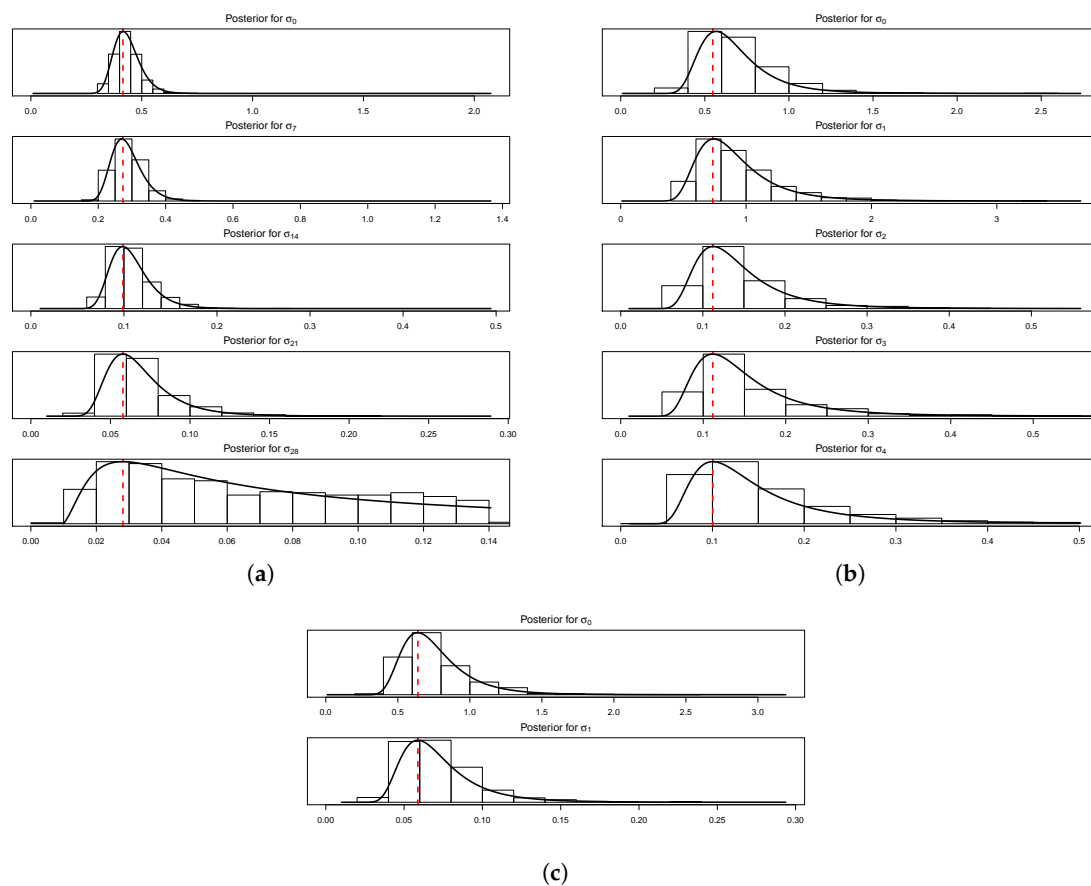 Posterior for σ0
0.0 0.5 1.0 1.5 2.0
Posterior for σ7
0.2 0.4 0.6 0.8 1.0 1.2 1.4
Posterior for σ14
0.0 0.1 0.2 0.3 0.4 0.5
Posterior for σ21
0.00 0.05 0.10 0.15 0.20 0.25 0.30
Posterior for σ28
0.00 0.02 0.04 0.06 0.08 0.10 0.12 0.14
(a)
Posterior for σ0
0.0 0.5 1.0 1.5 2.0 2.5
Posterior for σ1
0 1 2 3
Posterior for σ2
0.0 0.1 0.2 0.3 0.4 0.5
Posterior for σ3
0.0 0.1 0.2 0.3 0.4 0.5
Posterior for σ4
0.0 0.1 0.2 0.3 0.4 0.5
(b)
Posterior for σ0
0.0 0.5 1.0 1.5 2.0 2.5 3.0
Posterior for σ1
0.00 0.05 0.10 0.15 0.20 0.25 0.30
(c)